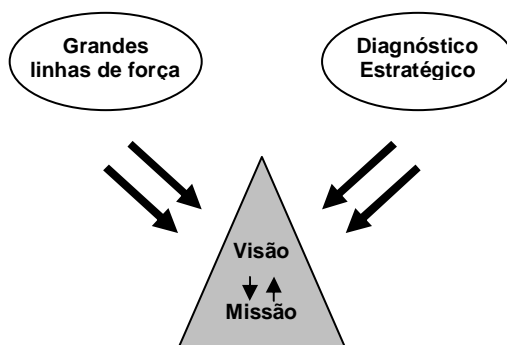 Grandes
linhas de força
Diagnóstico
Estratégico
Visão
Missão